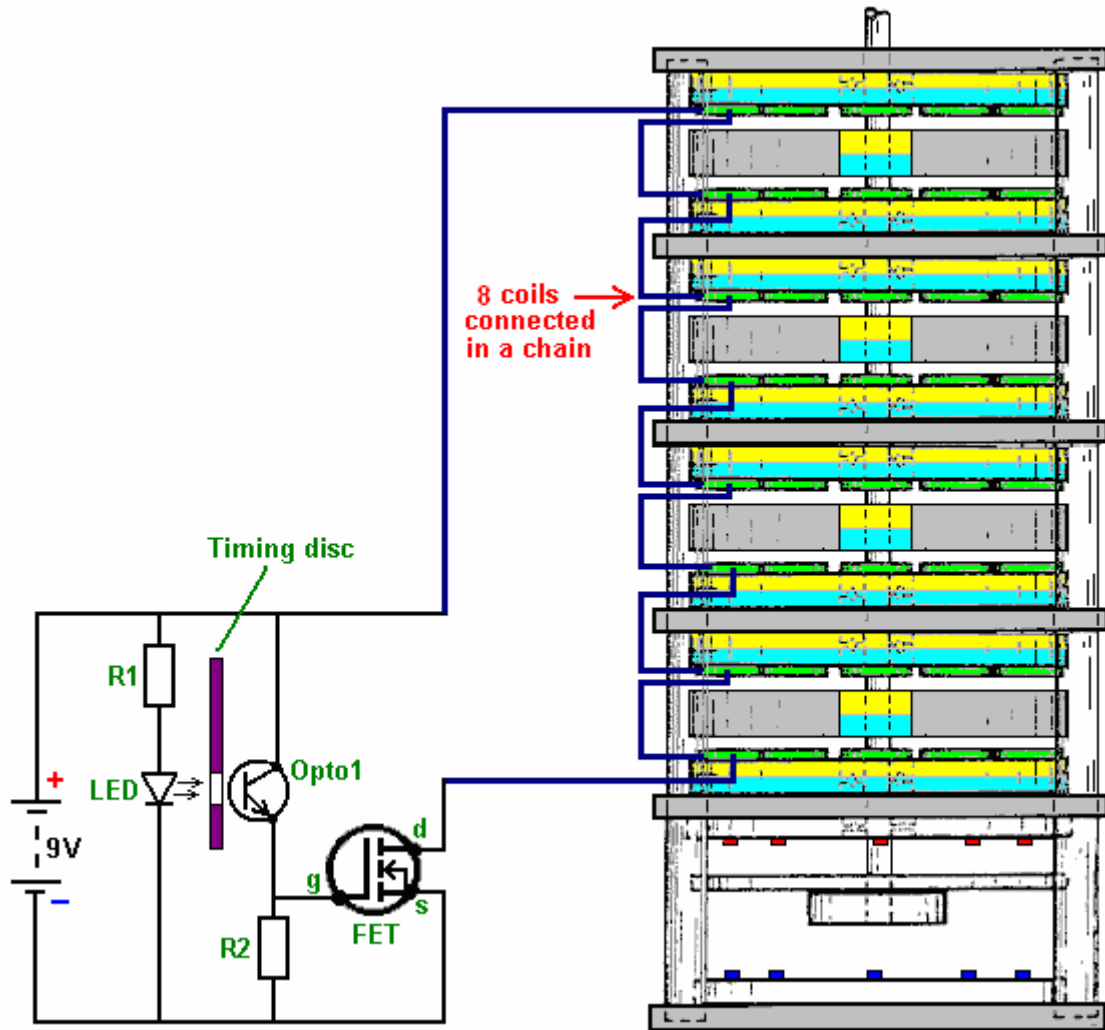 8 coils
connected
in a chain
Timing disc
R1
LED
Opto1
+
9V
–
d
g
s
FET
R2